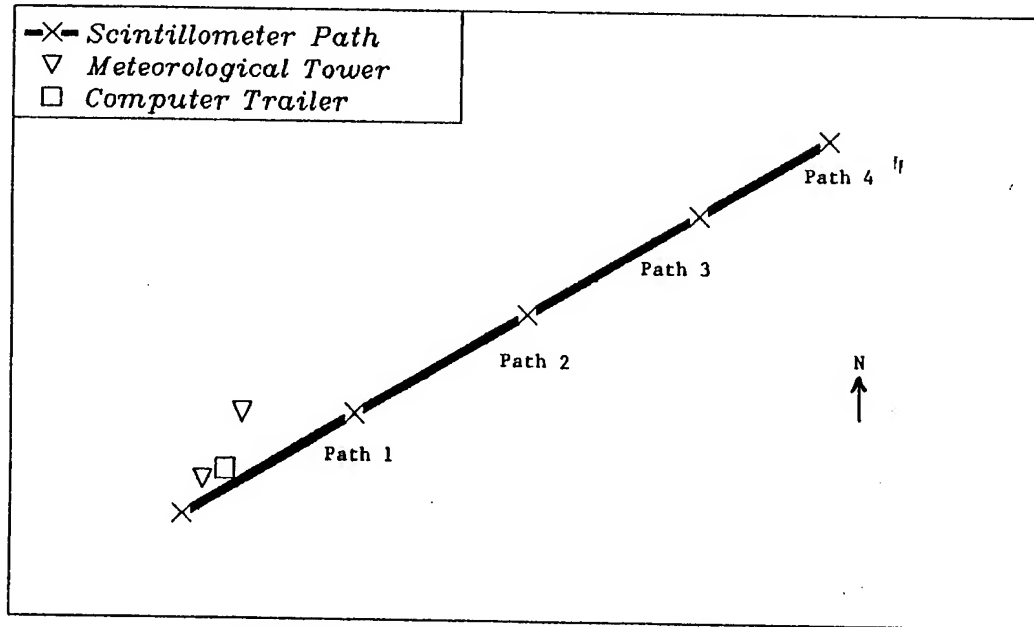 Scintillometer Path
Meteorological Tower
Computer Trailer
Path 4
Path 3
Path 2
N
Path 1